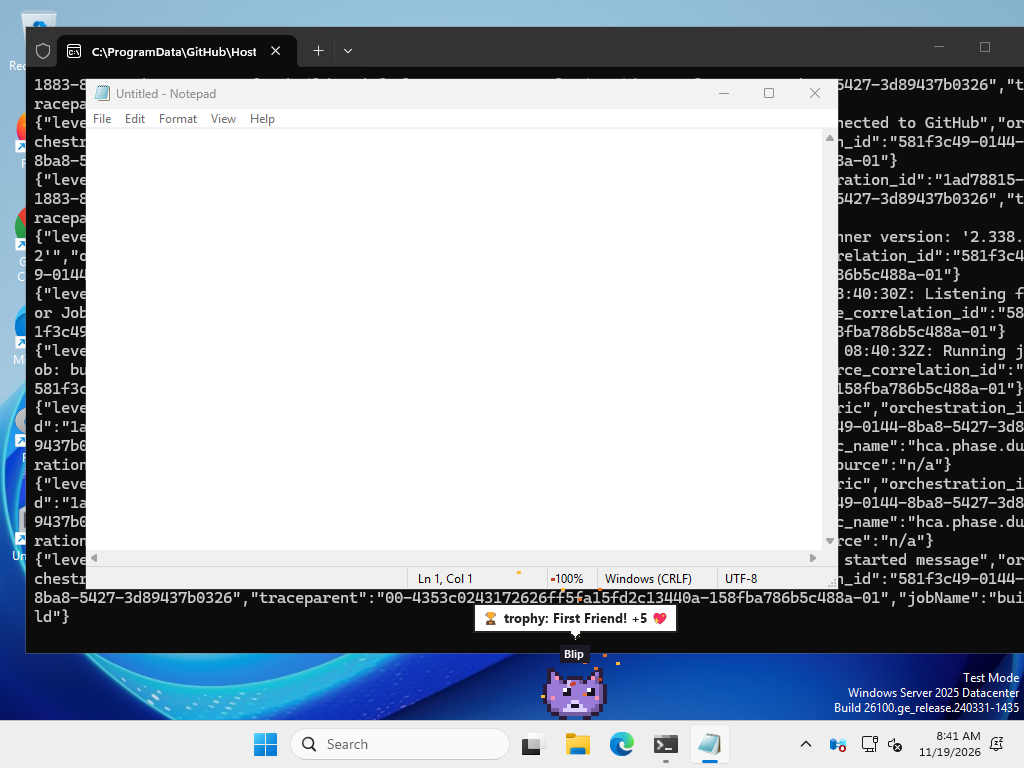 C:\ProgramData\GitHub\Host
1883-8
5427-3d89437b0326","t
Untitled - Notepad
racepa
File Edit Format View Help
{"leve
nected to GitHub","or
chestr
n_id":"581f3c49-0144-
8ba8-5
8a-01"}
{"leve
ration_id":"1ad78815-
1883-8
5427-3d89437b0326","t
racepa
{"leve
nner version: '2.338.
2'","o
relation_id":"581f3c4
9-0144
86b5c488a-01"}
{"leve
8:40:30Z: Listening f
or Job
e_correlation_id":"58
1f3c49
8fba786b5c488a-01"}
{"leve
08:40:32Z: Running j
ob: bu
rce_correlation_id":"
581f3c
158fba786b5c488a-01"}
{"leve
ric","orchestration_i
d":"1a
49-0144-8ba8-5427-3d8
9437b0
c_name":"hca.phase.du
ration
ource":"n/a"}
{"leve
ric","orchestration_i
d":"1a
49-0144-8ba8-5427-3d8
9437b0
c_name":"hca.phase.du
ration
ource":"n/a"}
{"leve
started message","or
chestr
n_id":"581f3c49-0144-
Ln 1, Col 1 100% Windows (CRLF) UTF-8
8ba8-5427-3d89437b0326","traceparent":"00-4353c0243172626ff5fa15fd2c13440a-158fba786b5c488a-01","jobName":"bui
ld"}
🏆 trophy: First Friend! +5 💖
Blip
Test Mode
Windows Server 2025 Datacenter
Build 26100.ge_release.240331-1435
Search
8:41 AM
11/19/2026